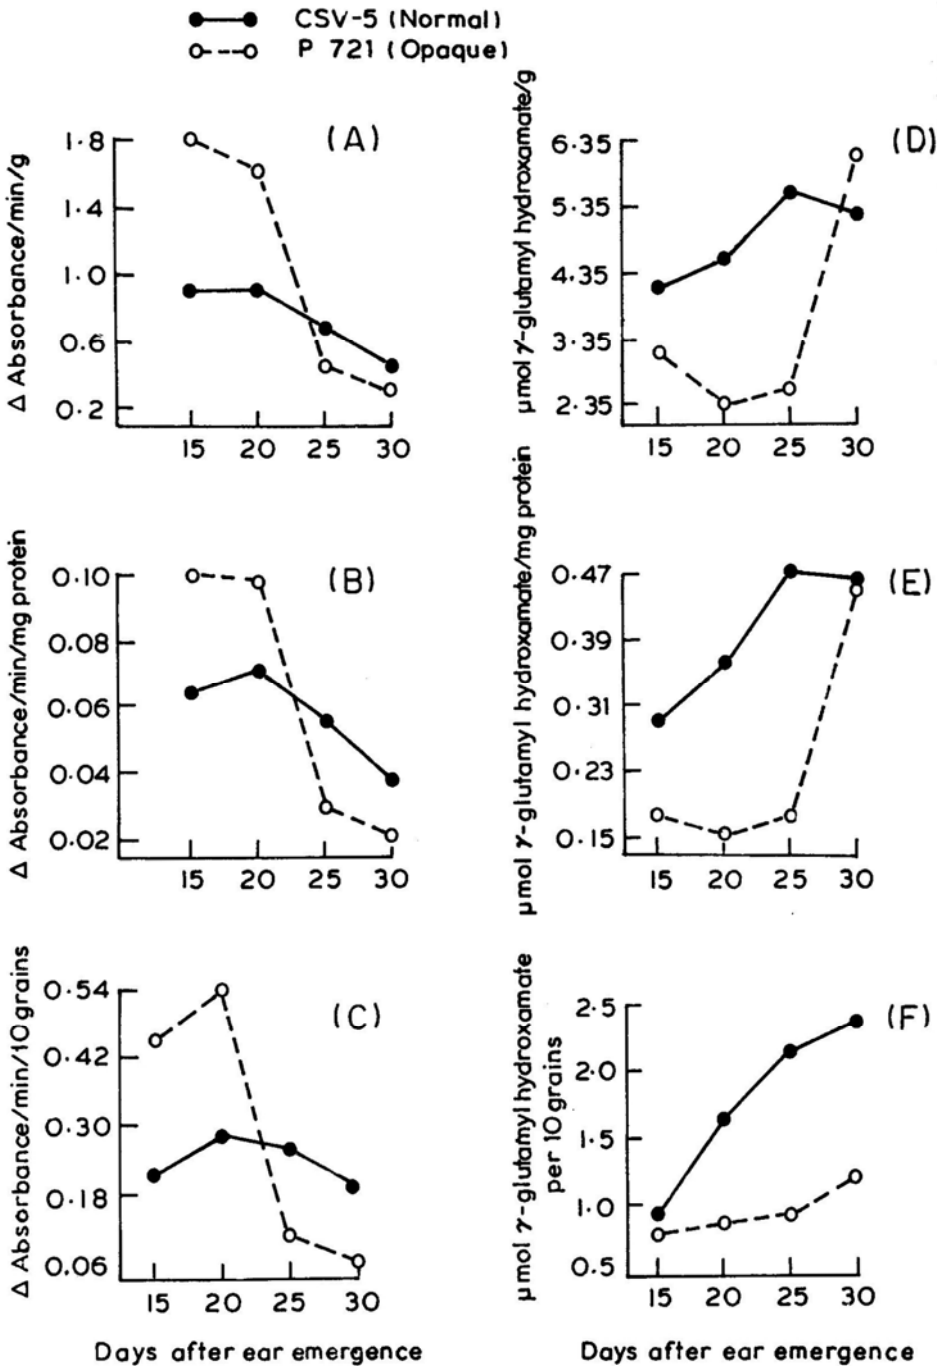 CSV-5 (Normal)
P 721 (Opaque)
(A)
Δ Absorbance/min/g
1·8
1·4
1·0
0·6
0·2
15 20 25 30
(D)
μmol γ-glutamyl hydroxamate/g
6·35
5·35
4·35
3·35
2·35
15 20 25 30
(B)
Δ Absorbance/min/mg protein
0·10
0·08
0·06
0·04
0·02
15 20 25 30
(E)
μmol γ-glutamyl hydroxamate/mg protein
0·47
0·39
0·31
0·23
0·15
15 20 25 30
(C)
Δ Absorbance/min/10grains
0·54
0·42
0·30
0·18
0·06
15 20 25 30
Days after ear emergence
(F)
μmol γ-glutamyl hydroxamate
per 10grains
2·5
2·0
1·5
1·0
0·5
15 20 25 30
Days after ear emergence